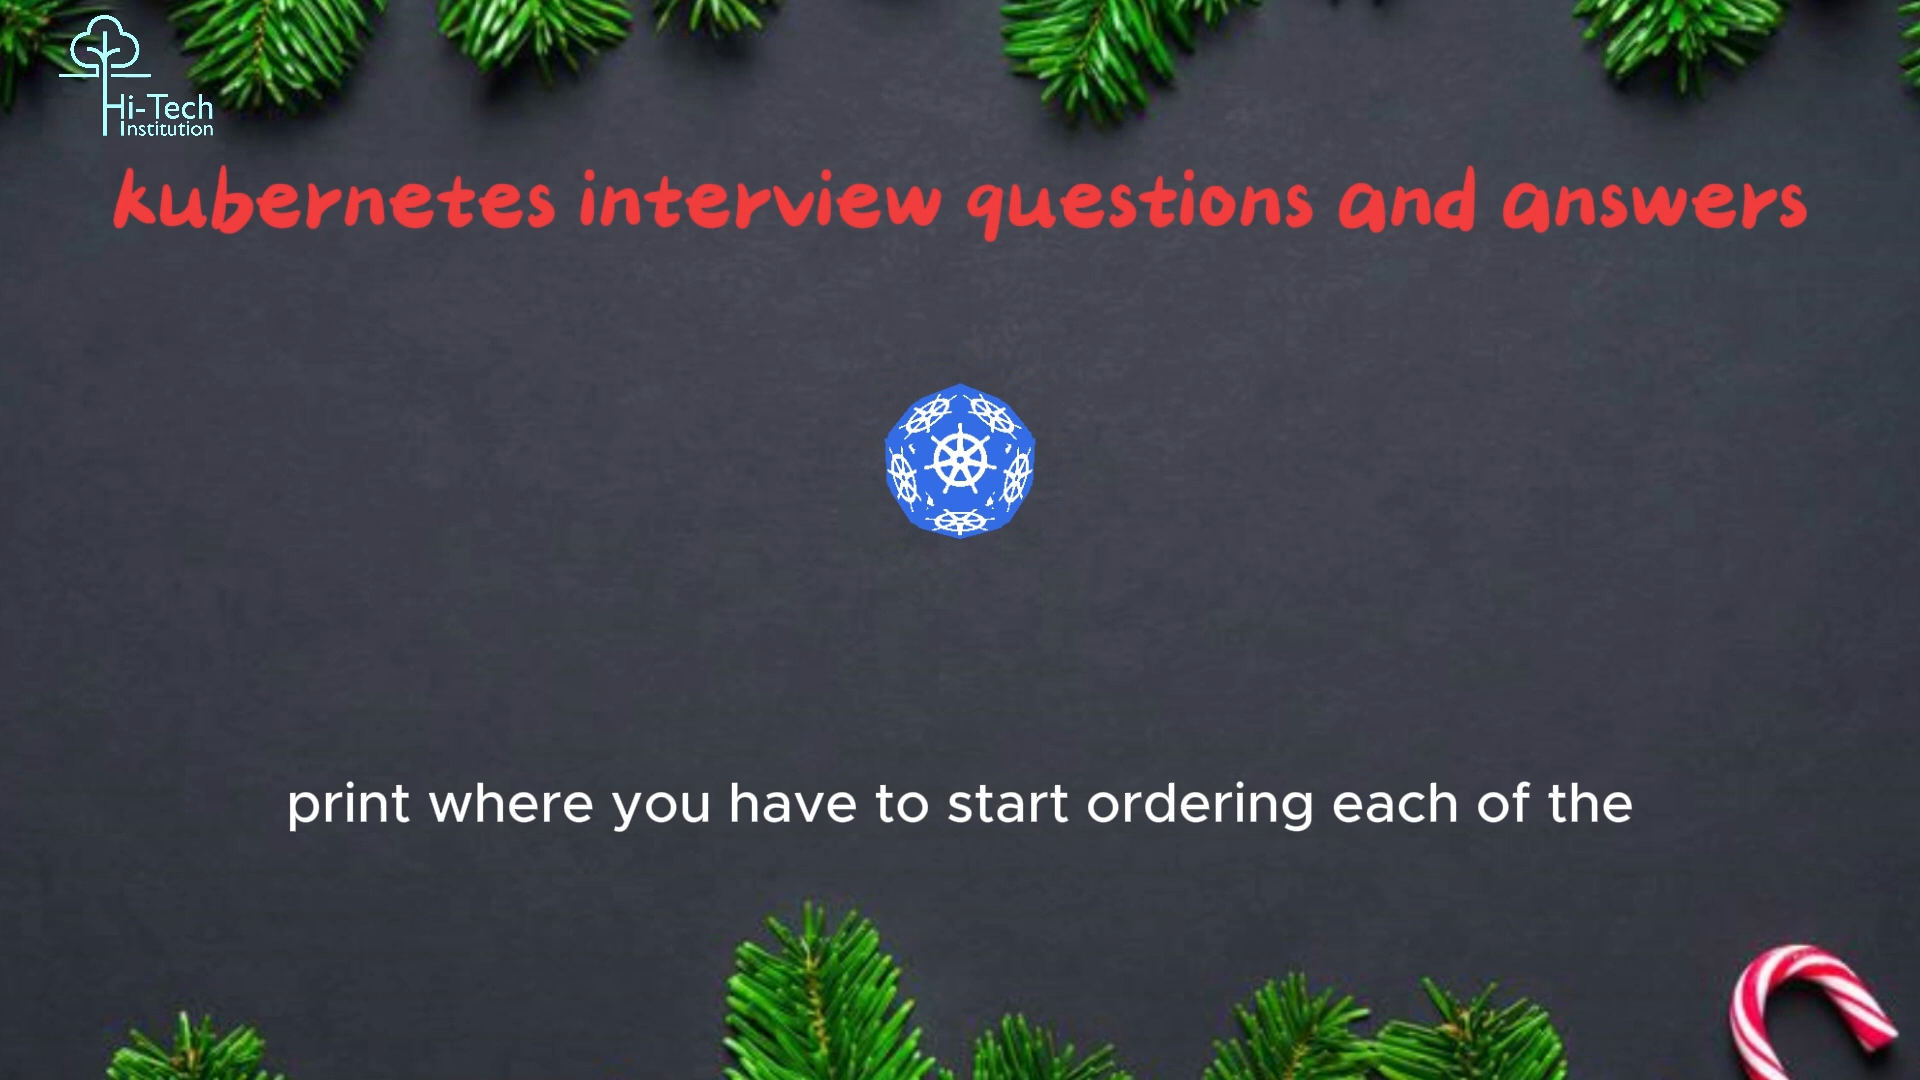 Hi-Tech
Institution
kubernetes interview questions and answers
print where you have to start ordering each of the